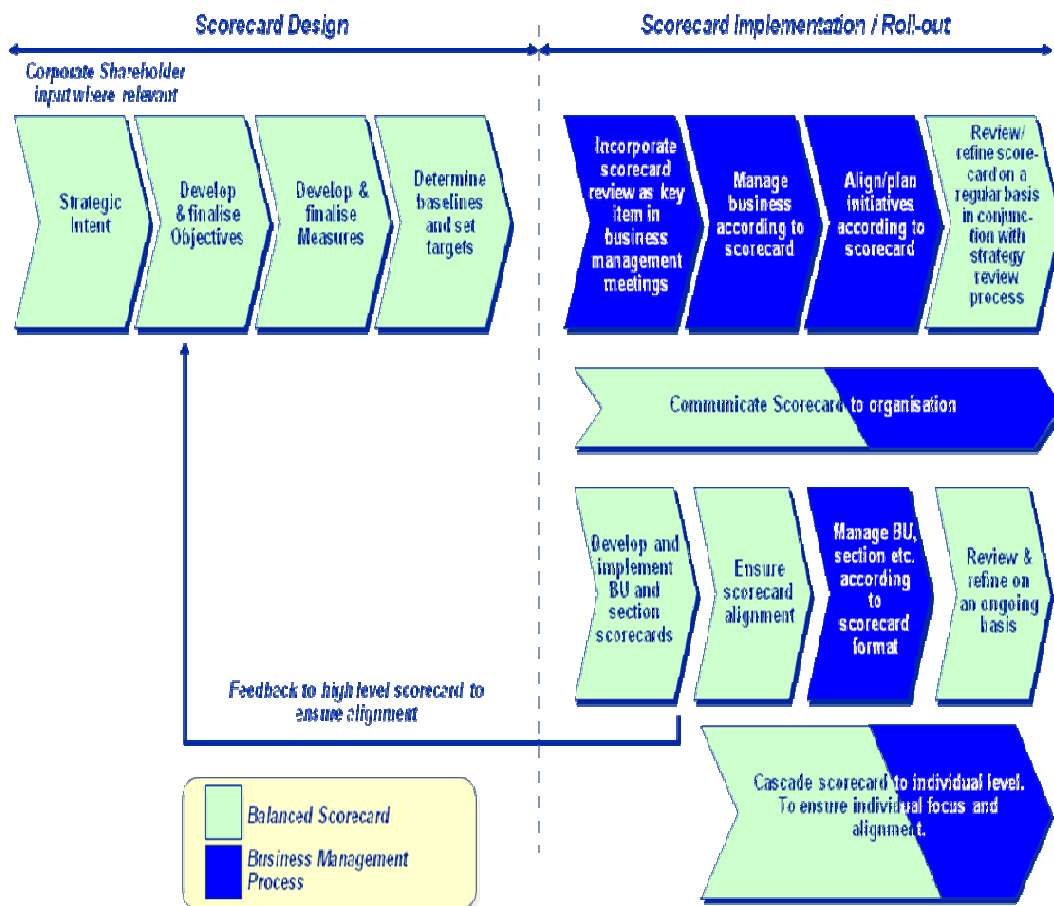 Scorecard Design
Scorecard Implementation / Roll-out
Corporate Shareholder
input where relevant
Strategic
Intent
Develop
& finalise
Objectives
Develop &
finalise
Measures
Determine
baselines
and set
targets
Incorporate
scorecard
review as key
item in
business
management
meetings
Manage
business
according to
scorecard
Align/plan
initiatives
according to
scorecard
Review/
refine score-
card on a
regular basis
in conjunc-
tion with
strategy
review
process
Communicate Scorecard to organisation
Develop and
implement
BU and
section
scorecards
Ensure
scorecard
alignment
Manage BU,
section etc.
according
to
scorecard
format
Review &
refine on
an ongoing
basis
Feedback to high level scorecard to
ensure alignment
Cascade scorecard to individual level.
To ensure individual focus and
alignment.
Balanced Scorecard
Business Management
Process